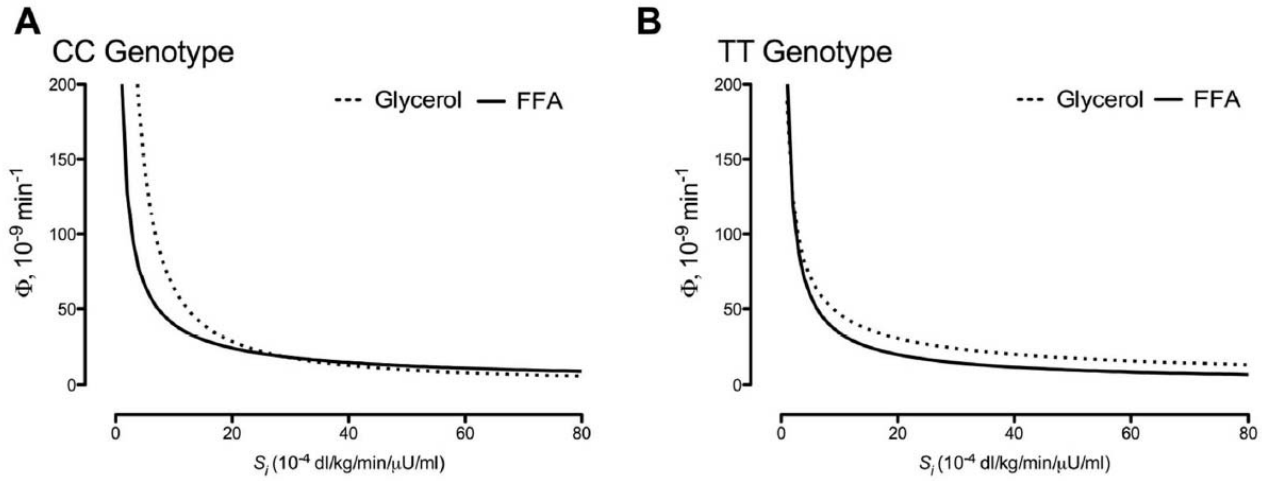 A
CC Genotype
Glycerol FFA
200
150
100
50
0
Φ, 10⁻⁹ min⁻¹
0 20 40 60 80
Sᵢ (10⁻⁴ dl/kg/min/μU/ml)
B
TT Genotype
Glycerol FFA
200
150
100
50
0
Φ, 10⁻⁹ min⁻¹
0 20 40 60 80
Sᵢ (10⁻⁴ dl/kg/min/μU/ml)